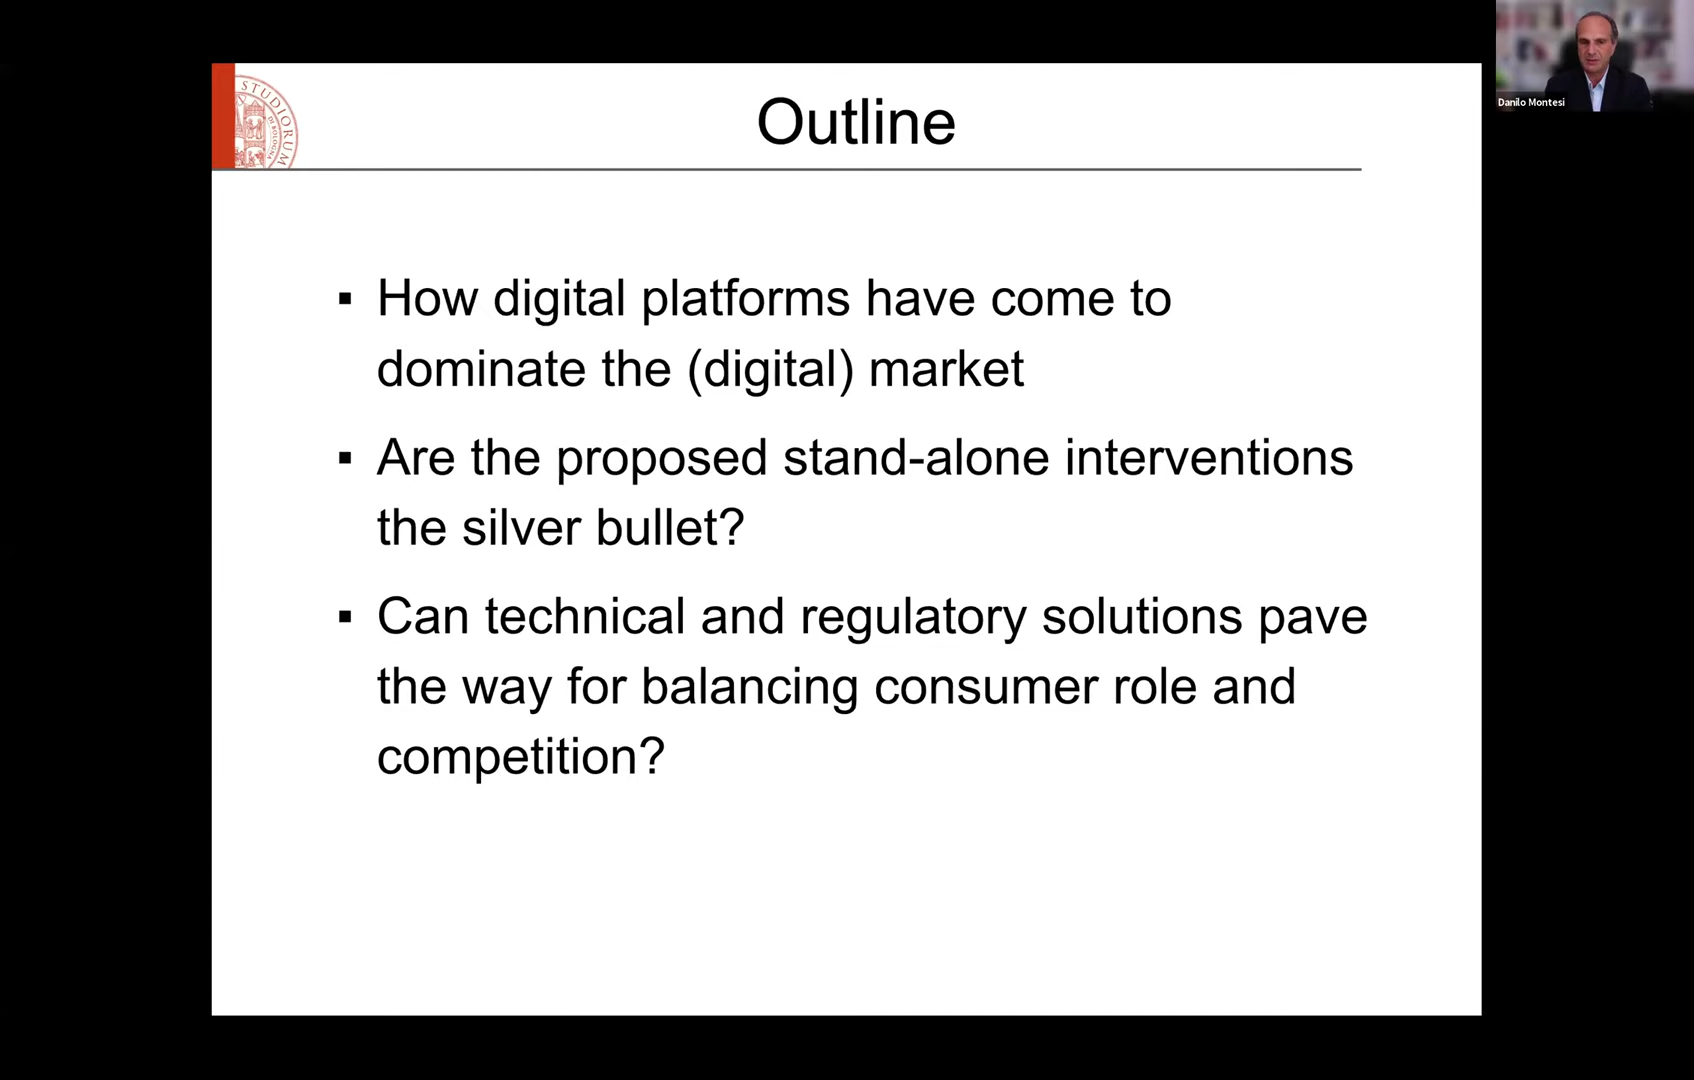 STUDIORUM
Outline
Danilo Montesi
▪ How digital platforms have come to
dominate the (digital) market
▪ Are the proposed stand-alone interventions
the silver bullet?
▪ Can technical and regulatory solutions pave
the way for balancing consumer role and
competition?